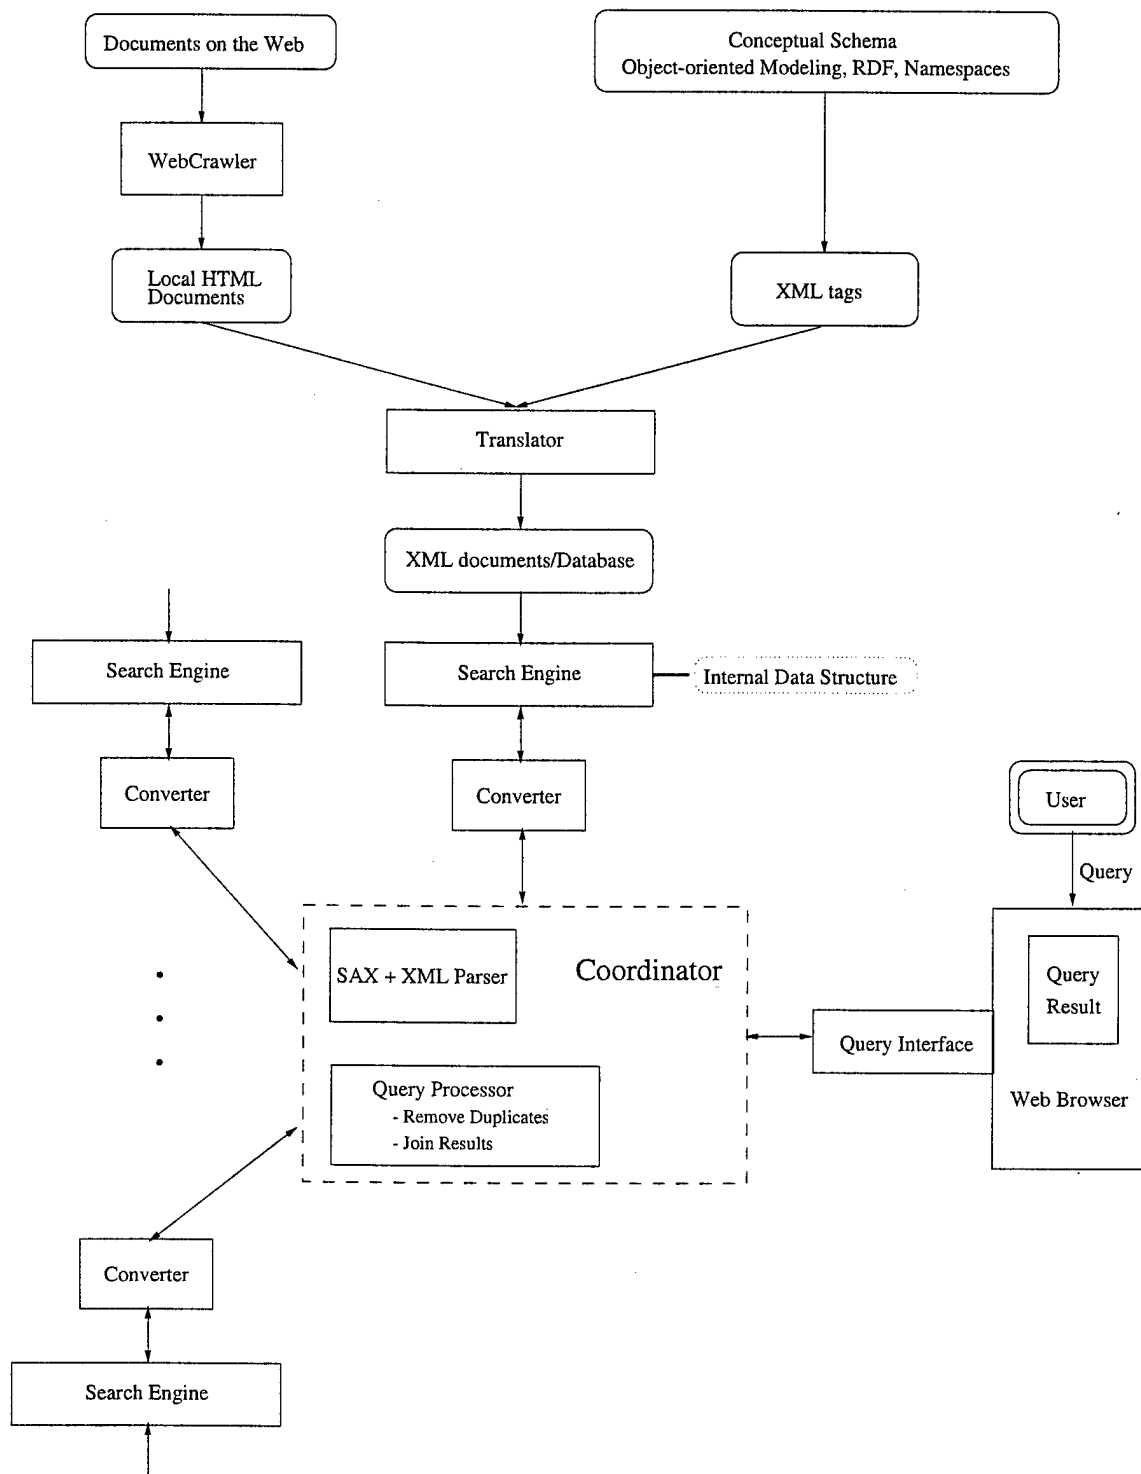 Documents on the Web
Conceptual Schema
Object-oriented Modeling, RDF, Namespaces
WebCrawler
Local HTML
Documents
XML tags
Translator
XML documents/Database
Search Engine
Search Engine
Internal Data Structure
Converter
Converter
User
Query
SAX + XML Parser
Coordinator
Query
Result
Query Interface
Query Processor
- Remove Duplicates
- Join Results
Web Browser
Converter
Search Engine